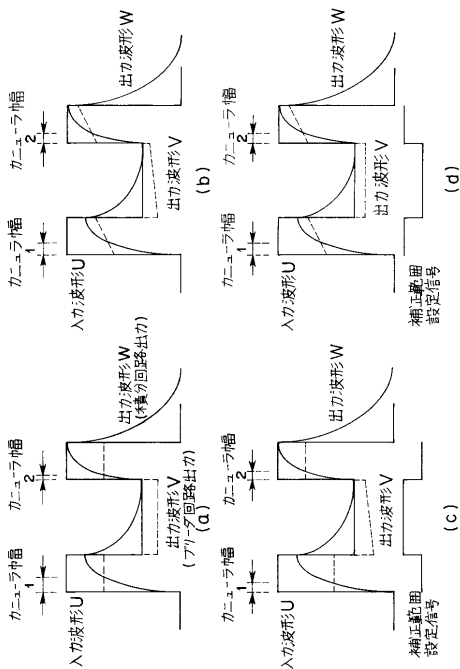 カニューラ幅
1
カニューラ幅
2
入力波形U
出力波形W
(積分回路出力)
出力波形V
(ブリーダ回路出力)
(a)
カニューラ幅
1
カニューラ幅
2
入力波形U
出力波形W
出力波形V
(b)
カニューラ幅
1
カニューラ幅
2
入力波形U
出力波形W
出力波形V
補正範囲
設定信号
(c)
カニューラ幅
1
カニューラ幅
2
入力波形U
出力波形W
出力波形V
補正範囲
設定信号
(d)